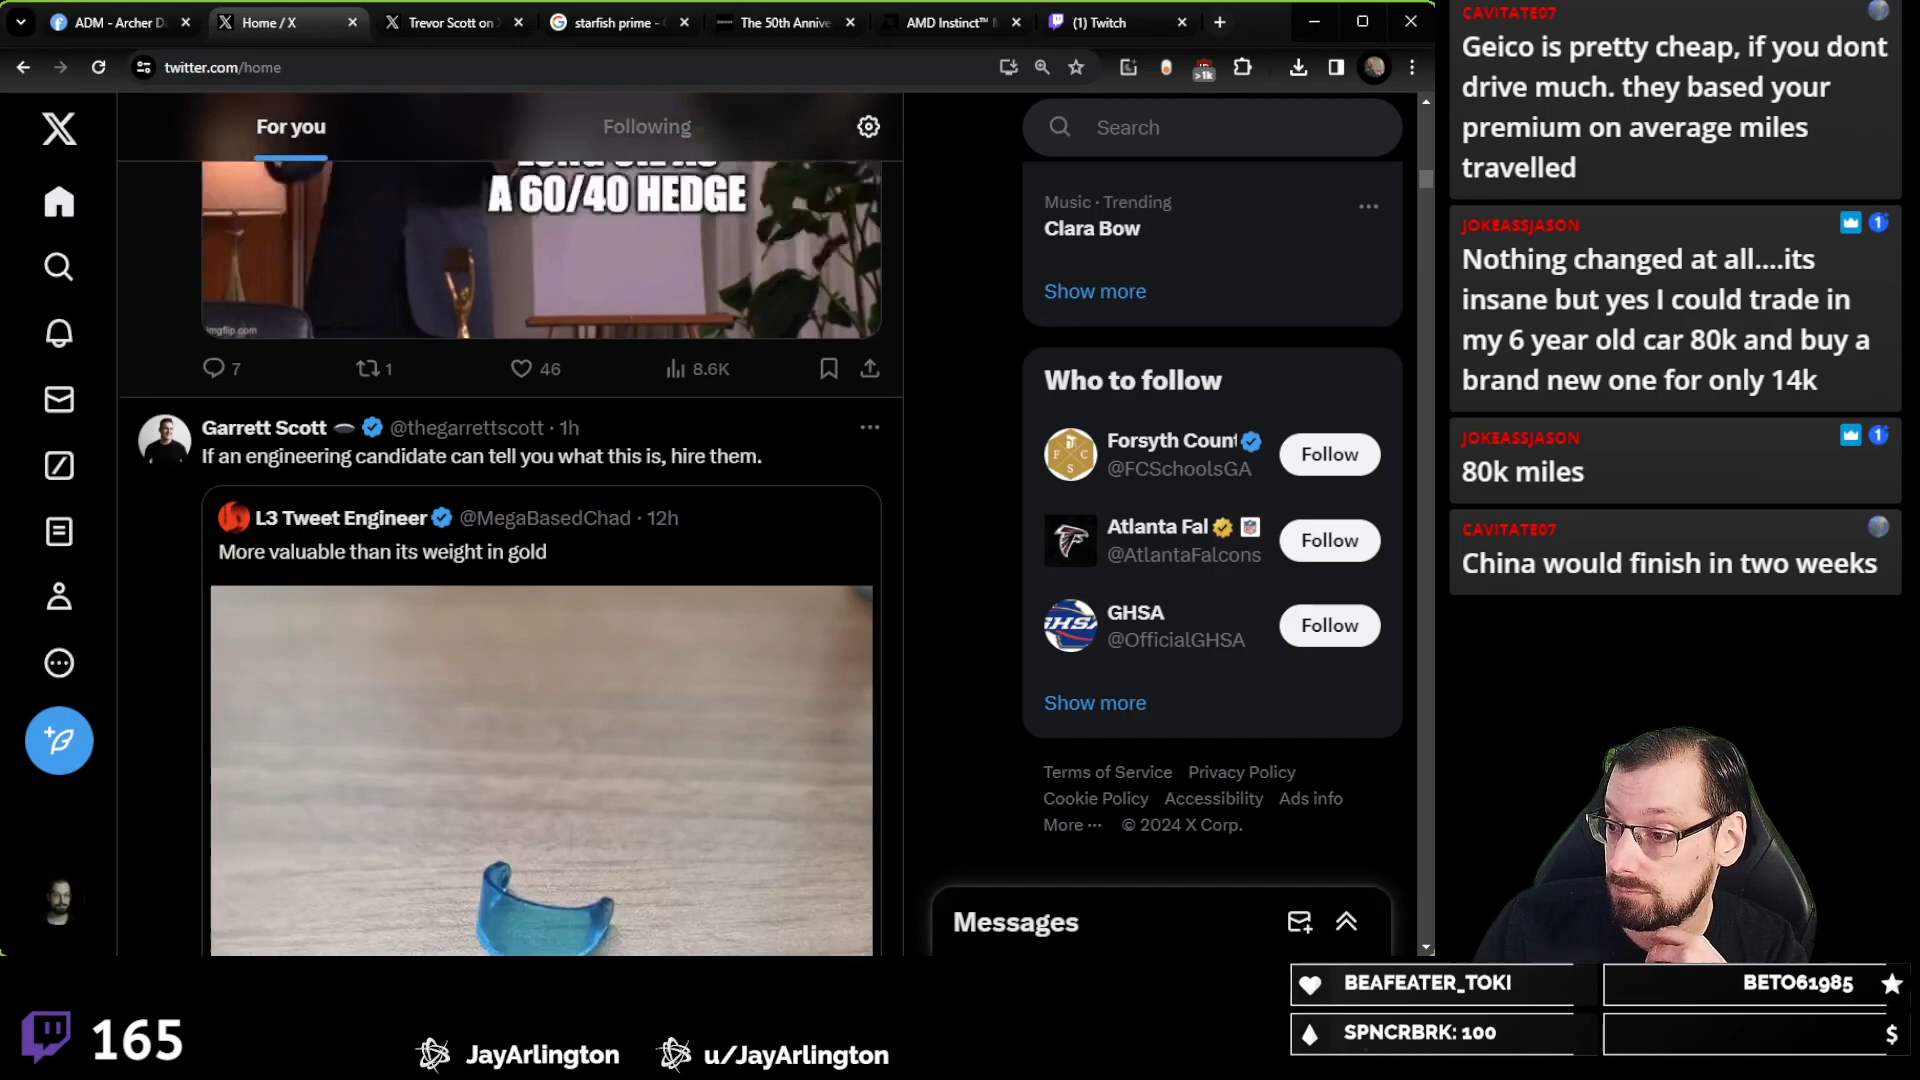 ADM - Archer D
Home / X
Trevor Scott on
starfish prime -
The 50th Annive
AMD Instinct™
(1) Twitch
twitter.com/home
>1k
For you
Following
Search
A 60/40 HEDGE
imgflip.com
7
1
46
8.6K
Garrett Scott
@thegarrettscott · 1h
If an engineering candidate can tell you what this is, hire them.
L3 Tweet Engineer
@MegaBasedChad · 12h
More valuable than its weight in gold
Music · Trending
Clara Bow
Show more
Who to follow
Forsyth Coun
@FCSchoolsGA
Follow
Atlanta Fal
@AtlantaFalcons
Follow
GHSA
@OfficialGHSA
Follow
Show more
Terms of Service
Privacy Policy
Cookie Policy
Accessibility
Ads info
More ···
© 2024 X Corp.
Messages
CAVITATE07
Geico is pretty cheap, if you dont
drive much. they based your
premium on average miles
travelled
JOKEASSJASON
1
Nothing changed at all....its
insane but yes I could trade in
my 6 year old car 80k and buy a
brand new one for only 14k
JOKEASSJASON
1
80k miles
CAVITATE07
China would finish in two weeks
165
JayArlington
u/JayArlington
BEAFEATER_TOKI
BETO61985
SPNCRBRK: 100
$